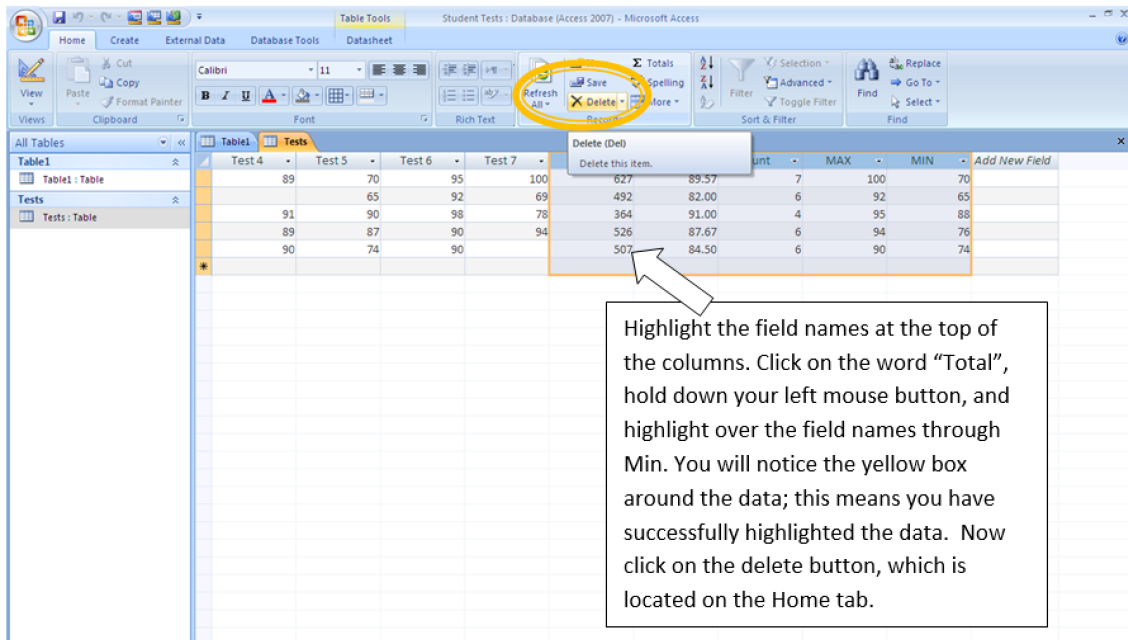 Table Tools Student Tests : Database (Access 2007) - Microsoft Access
Home Create External Data Database Tools Datasheet
View
Views
Paste
Cut
Copy
Format Painter
Clipboard
Calibri 11
B I U A
Font
Rich Text
Refresh
All
Save
Delete
Σ Totals
Spelling
More
Records
Filter
Selection
Advanced
Toggle Filter
Sort & Filter
Find
Replace
Go To
Select
Find
Delete (Del)
Delete this item.
All Tables
Table1
Table1 : Table
Tests
Tests : Table
Table1 Tests
Test 4 Test 5 Test 6 Test 7 unt MAX MIN Add New Field
89 70 95 100 627 89.57 7 100 70
65 92 69 492 82.00 6 92 65
91 90 98 78 364 91.00 4 95 88
89 87 90 94 526 87.67 6 94 76
90 74 90 507 84.50 6 90 74
Highlight the field names at the top of
the columns. Click on the word “Total”,
hold down your left mouse button, and
highlight over the field names through
Min. You will notice the yellow box
around the data; this means you have
successfully highlighted the data.  Now
click on the delete button, which is
located on the Home tab.